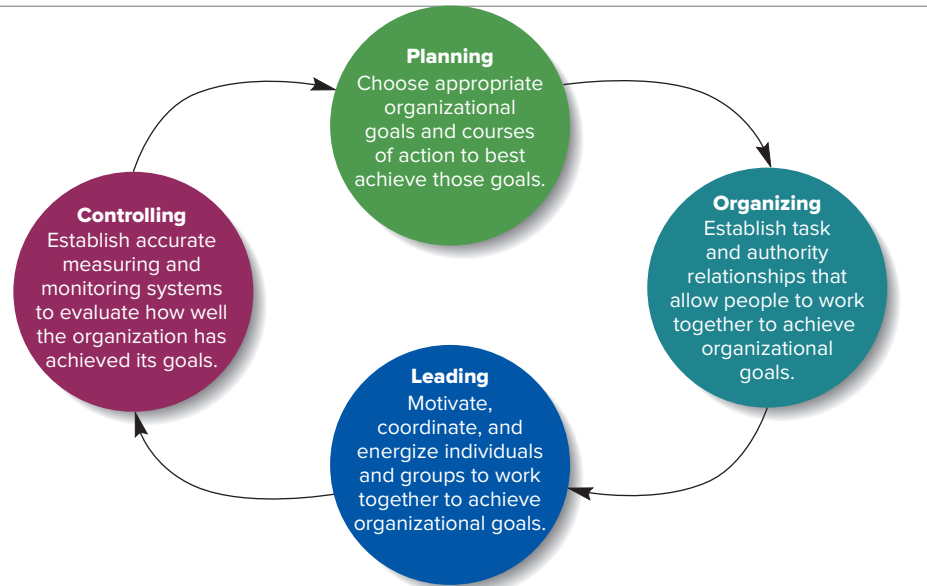 Planning
Choose appropriate
organizational
goals and courses
of action to best
achieve those goals.
Organizing
Establish task
and authority
relationships that
allow people to work
together to achieve
organizational
goals.
Leading
Motivate,
coordinate, and
energize individuals
and groups to work
together to achieve
organizational goals.
Controlling
Establish accurate
measuring and
monitoring systems
to evaluate how well
the organization has
achieved its goals.